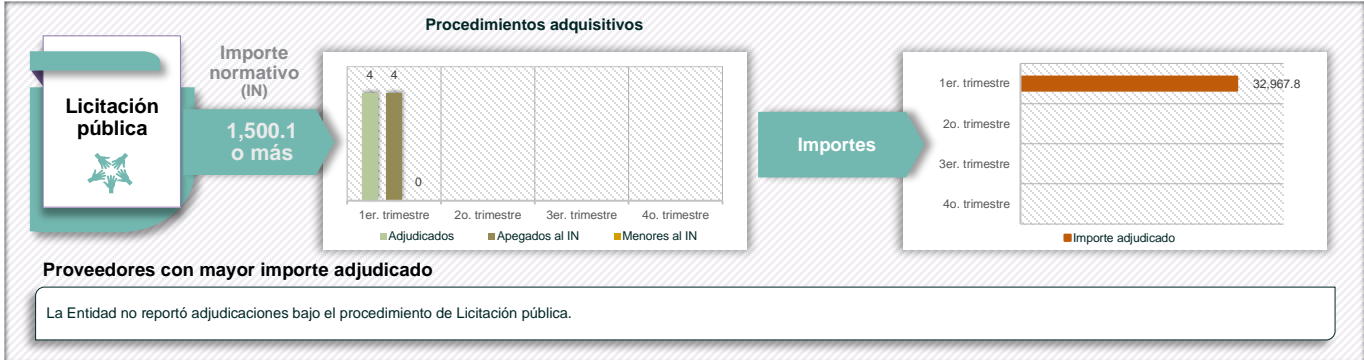 Procedimientos adquisitivos
Licitación
pública
Importe
normativo
(IN)
1,500.1
o más
4 4
0
1er. trimestre 2o. trimestre 3er. trimestre 4o. trimestre
Adjudicados Apegados al IN Menores al IN
Importes
1er. trimestre 32,967.8
2o. trimestre
3er. trimestre
4o. trimestre
Importe adjudicado
Proveedores con mayor importe adjudicado
La Entidad no reportó adjudicaciones bajo el procedimiento de Licitación pública.